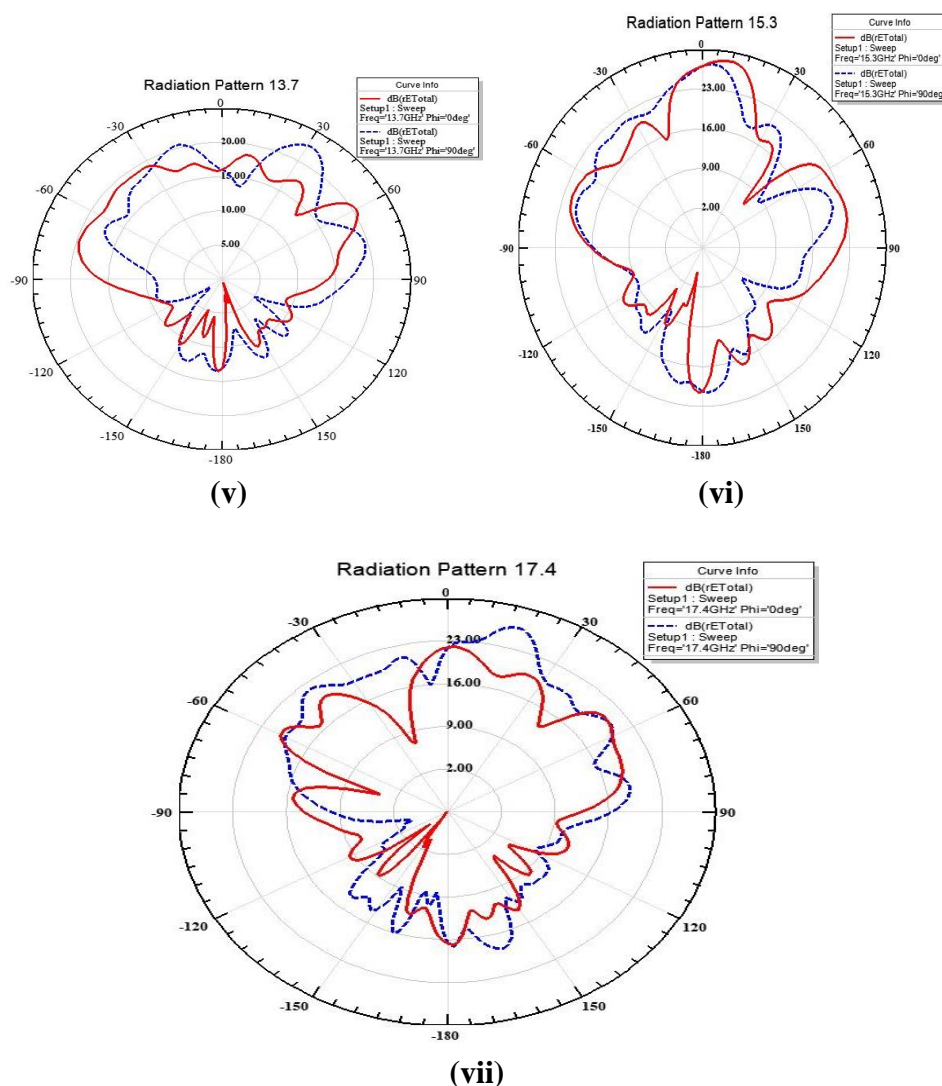 Radiation Pattern 13.7
Curve Info
dB(rETotal)
Setup1 : Sweep
Freq='13.7GHz' Phi='0deg'
dB(rETotal)
Setup1 : Sweep
Freq='13.7GHz' Phi='90deg'
0
-30
30
20.00
-60
15.00
60
10.00
5.00
-90
90
-120
120
-150
150
-180
(v)
Radiation Pattern 15.3
Curve Info
dB(rETotal)
Setup1 : Sweep
Freq='15.3GHz' Phi='0deg'
dB(rETotal)
Setup1 : Sweep
Freq='15.3GHz' Phi='90deg'
0
-30
30
23.00
16.00
-60
60
9.00
2.00
-90
90
-120
120
-150
150
-180
(vi)
Radiation Pattern 17.4
Curve Info
dB(rETotal)
Setup1 : Sweep
Freq='17.4GHz' Phi='0deg'
dB(rETotal)
Setup1 : Sweep
Freq='17.4GHz' Phi='90deg'
0
-30
30
23.00
16.00
-60
60
9.00
2.00
-90
90
-120
120
-150
150
-180
(vii)